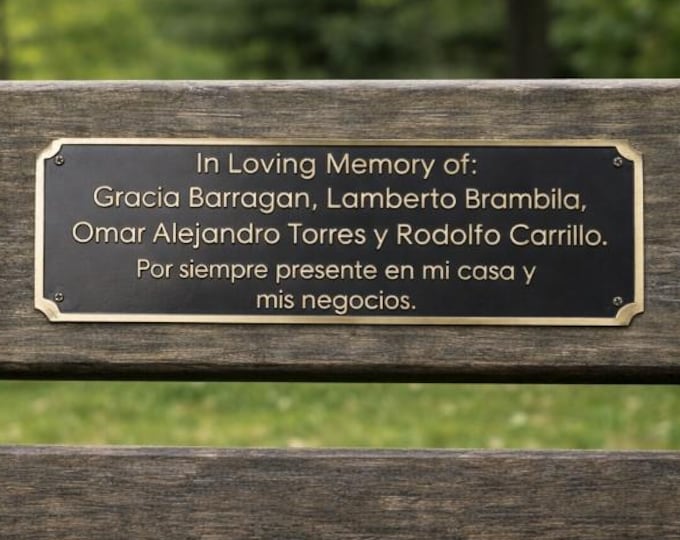 In Loving Memory of:
Gracia Barragan, Lamberto Brambila,
Omar Alejandro Torres y Rodolfo Carrillo.
Por siempre presente en mi casa y
mis negocios.